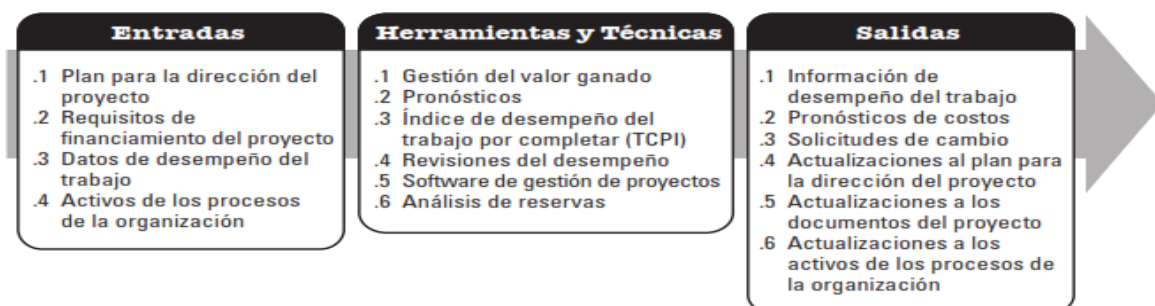 Entradas
.1 Plan para la dirección del
proyecto
.2 Requisitos de
financiamiento del proyecto
.3 Datos de desempeño del
trabajo
.4 Activos de los procesos
de la organización
Herramientas y Técnicas
.1 Gestión del valor ganado
.2 Pronósticos
.3 Índice de desempeño del
trabajo por completar (TCPI)
.4 Revisiones del desempeño
.5 Software de gestión de proyectos
.6 Análisis de reservas
Salidas
.1 Información de
desempeño del trabajo
.2 Pronósticos de costos
.3 Solicitudes de cambio
.4 Actualizaciones al plan para
la dirección del proyecto
.5 Actualizaciones a los
documentos del proyecto
.6 Actualizaciones a los
activos de los procesos de
la organización